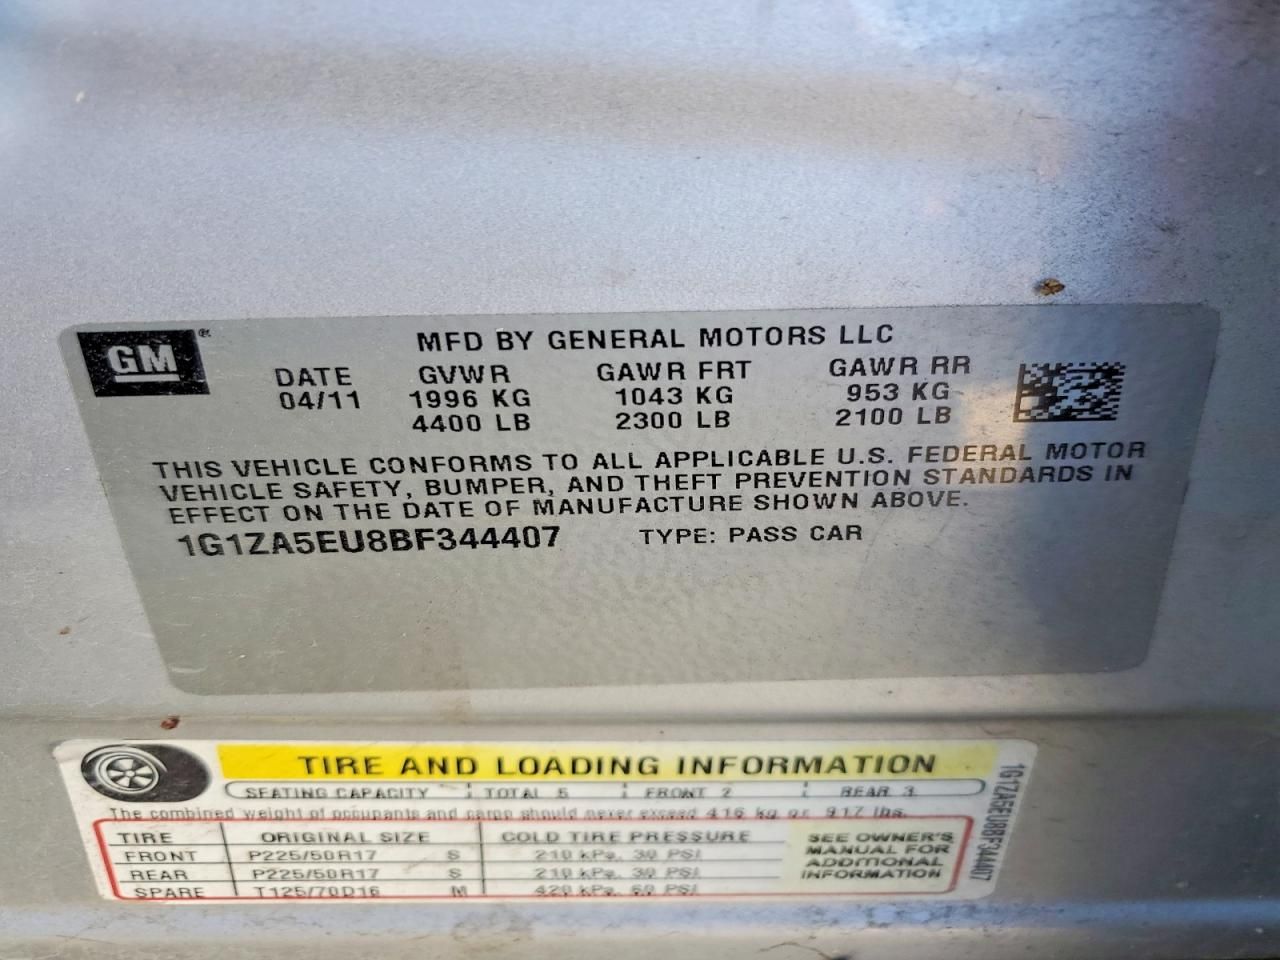 GM®
MFD BY GENERAL MOTORS LLC
DATE GVWR GAWR FRT GAWR RR
04/11 1996 KG 1043 KG 953 KG
4400 LB 2300 LB 2100 LB
THIS VEHICLE CONFORMS TO ALL APPLICABLE U.S. FEDERAL MOTOR
VEHICLE SAFETY, BUMPER, AND THEFT PREVENTION STANDARDS IN
EFFECT ON THE DATE OF MANUFACTURE SHOWN ABOVE.
1G1ZA5EU8BF344407 TYPE: PASS CAR
TIRE AND LOADING INFORMATION
SEATING CAPACITY TOTAL 5 FRONT 2 REAR 3
The combined weight of occupants and cargo should never exceed 416 kg or 917 lbs.
TIRE ORIGINAL SIZE COLD TIRE PRESSURE
FRONT P225/50R17 S 210 kPa, 30 PSI
REAR P225/50R17 S 210 kPa, 30 PSI
SPARE T125/70D16 M 420 kPa, 60 PSI
SEE OWNER'S
MANUAL FOR
ADDITIONAL
INFORMATION
1G1ZA5EU8BF344407